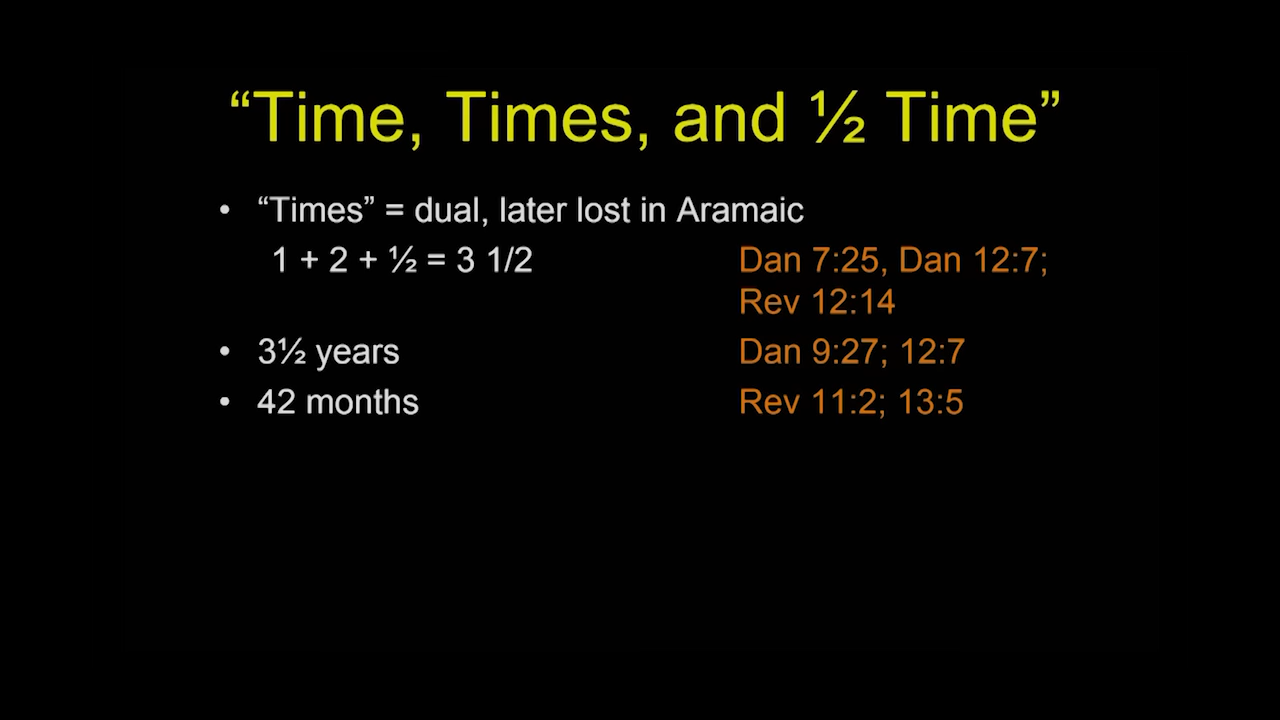 “Time, Times, and ½ Time”
• “Times” = dual, later lost in Aramaic
1 + 2 + ½ = 3 1/2 Dan 7:25, Dan 12:7;
Rev 12:14
• 3½ years Dan 9:27; 12:7
• 42 months Rev 11:2; 13:5